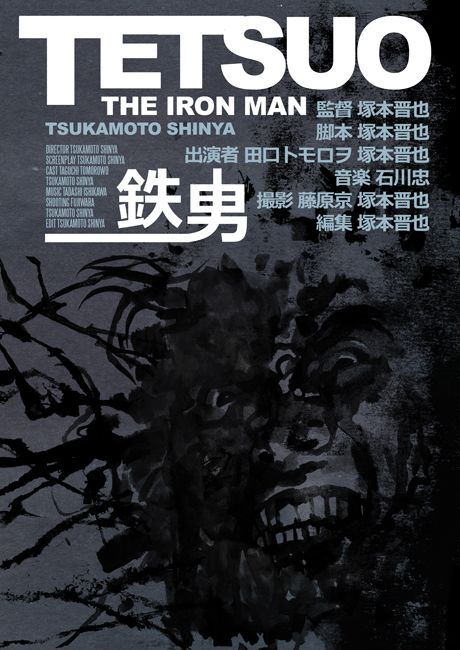 TETSUO
THE IRON MAN
TSUKAMOTO SHINYA
監督 塚本晋也
脚本 塚本晋也
出演者 田口トモロヲ 塚本晋也
音楽 石川忠
撮影 藤原京 塚本晋也
編集 塚本晋也
DIRECTOR TSUKAMOTO SHINYA
SCREENPLAY TSUKAMOTO SHINYA
CAST TAGUCHI TOMOROWO
TSUKAMOTO SHINYA
MUSIC TADASHI ISHIKAWA
SHOOTING FUJIWARA
TSUKAMOTO SHINYA
EDIT TSUKAMOTO SHINYA
鉄男